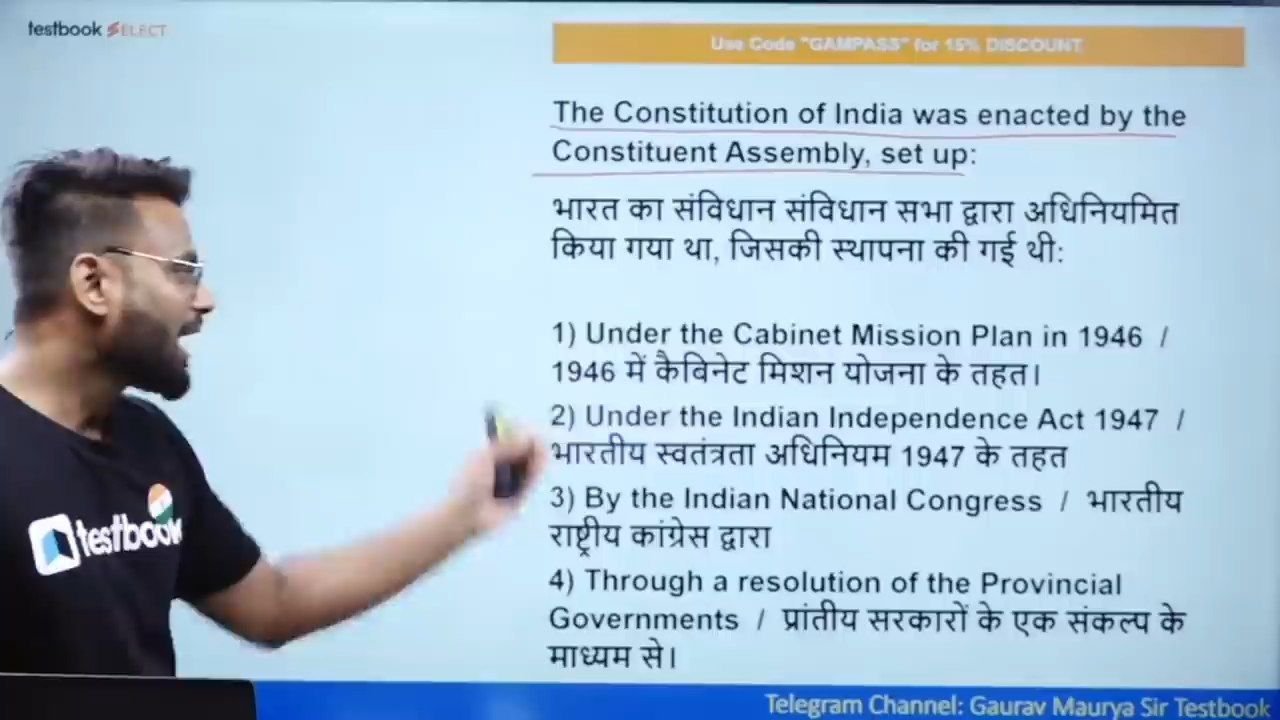 testbook SELECT
Use Code "GAMPASS" for 15% DISCOUNT
The Constitution of India was enacted by the
Constituent Assembly, set up:
भारत का संविधान संविधान सभा द्वारा अधिनियमित
किया गया था, जिसकी स्थापना की गई थी:
1) Under the Cabinet Mission Plan in 1946 /
1946 में कैबिनेट मिशन योजना के तहत।
2) Under the Indian Independence Act 1947 /
भारतीय स्वतंत्रता अधिनियम 1947 के तहत
3) By the Indian National Congress / भारतीय
राष्ट्रीय कांग्रेस द्वारा
4) Through a resolution of the Provincial
Governments / प्रांतीय सरकारों के एक संकल्प के
माध्यम से।
testbook
Telegram Channel: Gaurav Maurya Sir Testbook